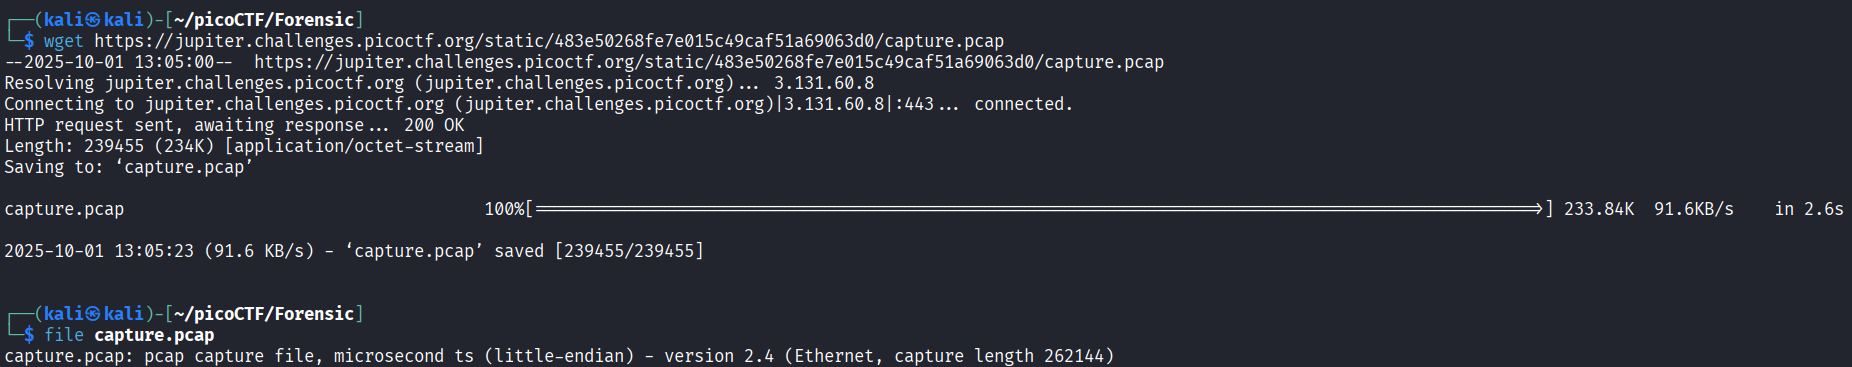 ┌──(kali㉿kali)-[~/picoCTF/Forensic]
└─$ wget https://jupiter.challenges.picoctf.org/static/483e50268fe7e015c49caf51a69063d0/capture.pcap
--2025-10-01 13:05:00--  https://jupiter.challenges.picoctf.org/static/483e50268fe7e015c49caf51a69063d0/capture.pcap
Resolving jupiter.challenges.picoctf.org (jupiter.challenges.picoctf.org)... 3.131.60.8
Connecting to jupiter.challenges.picoctf.org (jupiter.challenges.picoctf.org)|3.131.60.8|:443... connected.
HTTP request sent, awaiting response... 200 OK
Length: 239455 (234K) [application/octet-stream]
Saving to: ‘capture.pcap’
capture.pcap 100%[===================>] 233.84K 91.6KB/s in 2.6s
2025-10-01 13:05:23 (91.6 KB/s) - ‘capture.pcap’ saved [239455/239455]
┌──(kali㉿kali)-[~/picoCTF/Forensic]
└─$ file capture.pcap
capture.pcap: pcap capture file, microsecond ts (little-endian) - version 2.4 (Ethernet, capture length 262144)